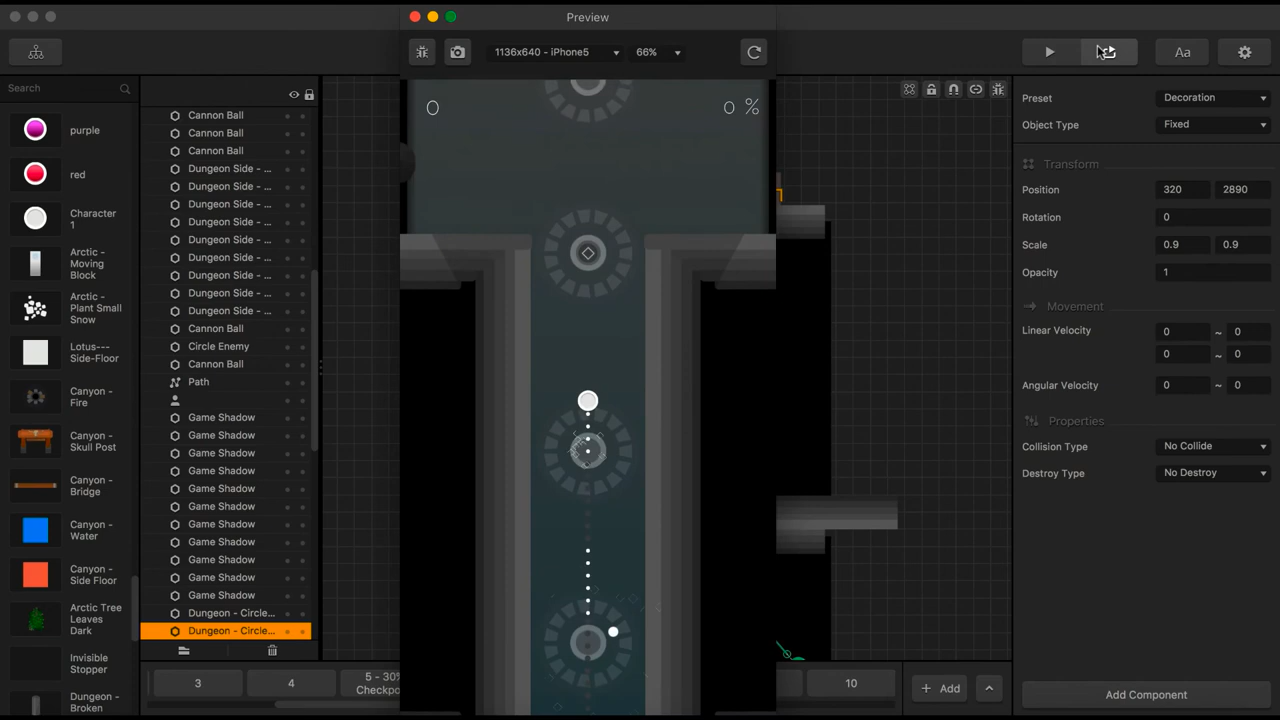 Preview
1136x640 - iPhone5
66%
Aa
Search
purple
red
Character
1
Arctic -
Moving
Block
Arctic -
Plant Small
Snow
Lotus---
Side-Floor
Canyon -
Fire
Canyon -
Skull Post
Canyon -
Bridge
Canyon -
Water
Canyon -
Side Floor
Arctic Tree
Leaves
Dark
Invisible
Stopper
Dungeon -
Broken
Cannon Ball
Cannon Ball
Cannon Ball
Dungeon Side - ...
Dungeon Side - ...
Dungeon Side - ...
Dungeon Side - ...
Dungeon Side - ...
Dungeon Side - ...
Dungeon Side - ...
Dungeon Side - ...
Dungeon Side - ...
Cannon Ball
Circle Enemy
Cannon Ball
Path
Game Shadow
Game Shadow
Game Shadow
Game Shadow
Game Shadow
Game Shadow
Game Shadow
Game Shadow
Game Shadow
Game Shadow
Game Shadow
Dungeon - Circle...
Dungeon - Circle...
0
0 %
3
4
5 - 30%
Checkpo
10
+ Add
Preset
Decoration
Object Type
Fixed
Transform
Position
320
2890
Rotation
0
Scale
0.9
0.9
Opacity
1
Movement
Linear Velocity
0 ~ 0
0 ~ 0
Angular Velocity
0 ~ 0
Properties
Collision Type
No Collide
Destroy Type
No Destroy
Add Component